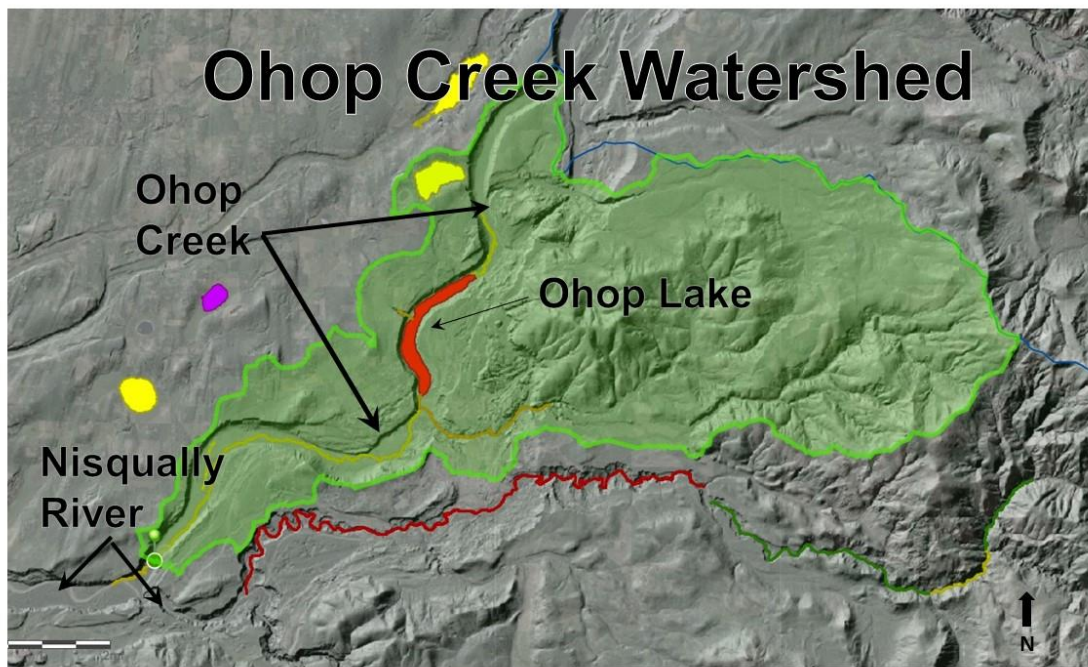 Ohop Creek Watershed
Ohop
Creek
Ohop Lake
Nisqually
River
N